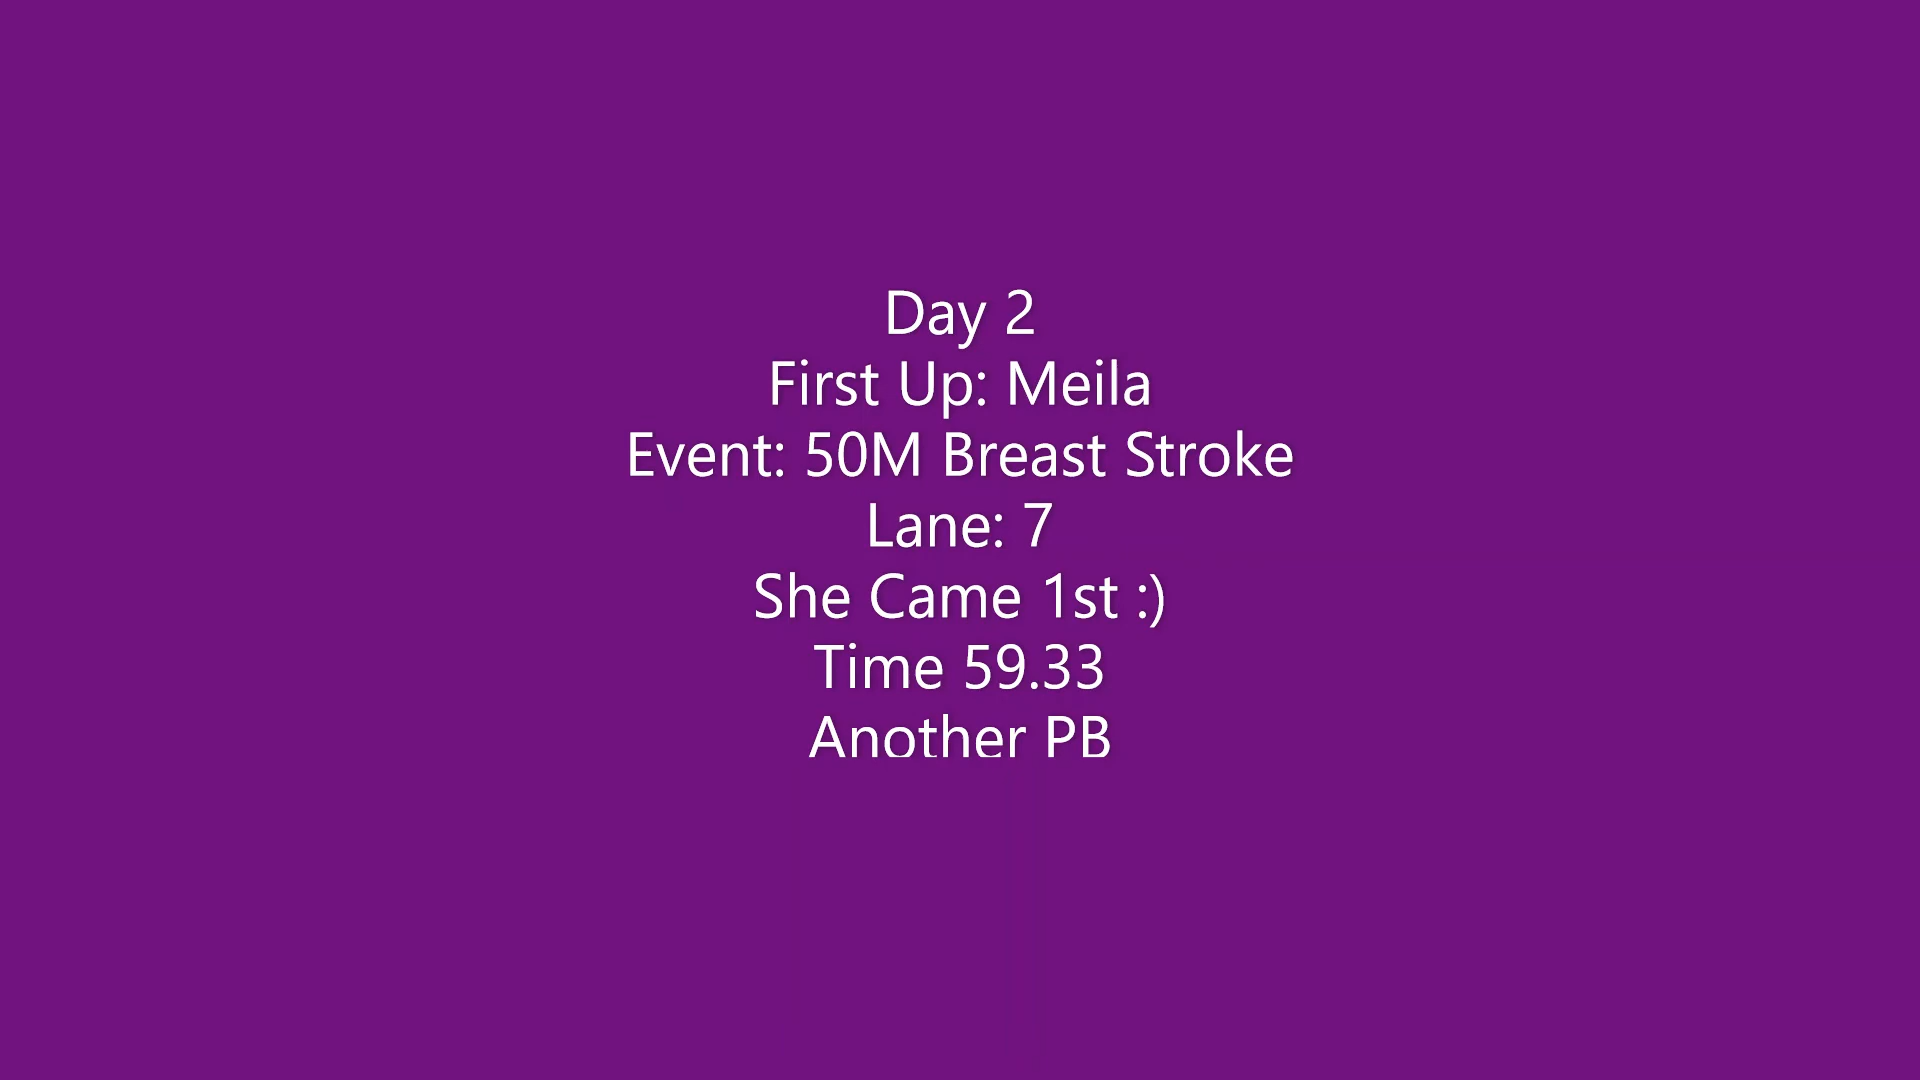 Day 2
First Up: Meila
Event: 50M Breast Stroke
Lane: 7
She Came 1st :)
Time 59.33
Another PB